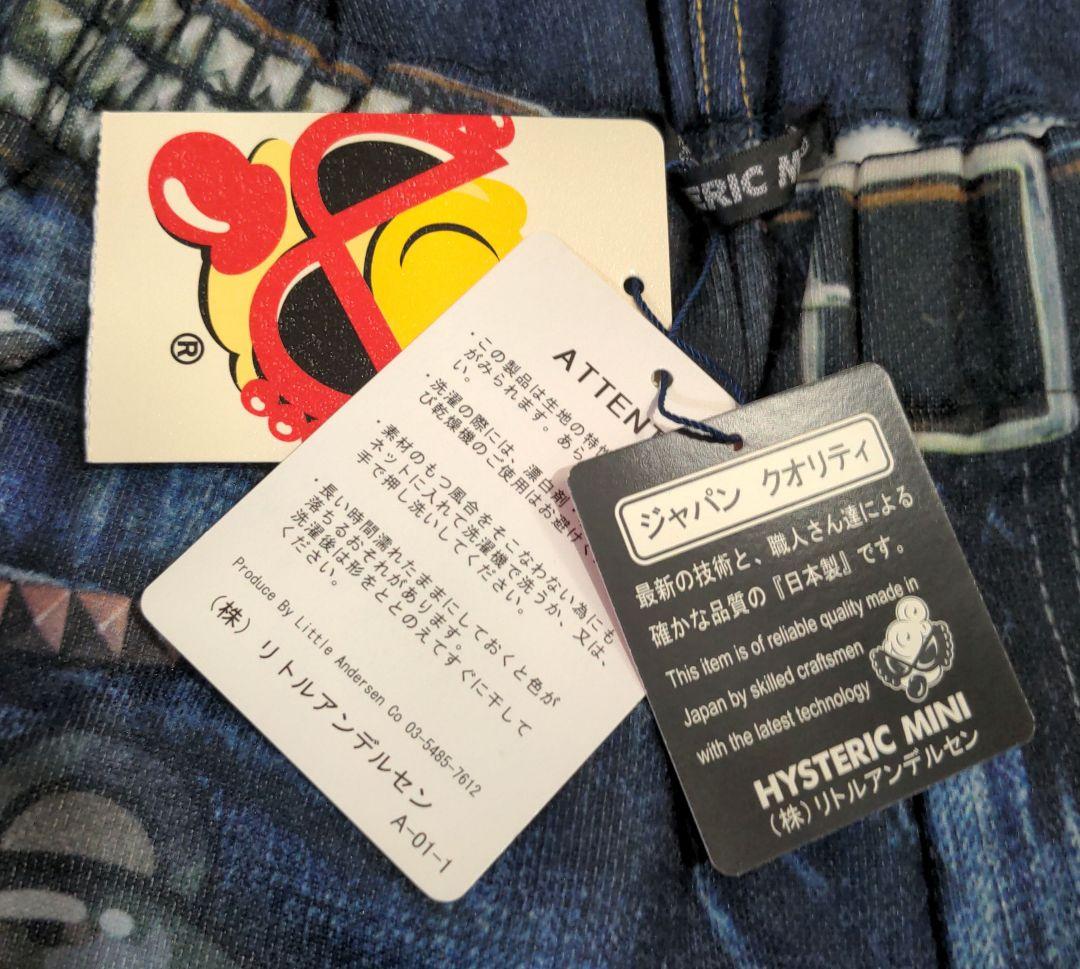 ®
ERIC M
ATTENT
・この製品は生地の特性
がみられます。あら
い。
・洗濯の際には、漂白剤
び乾燥機のご使用はお避けく
・素材のもつ風合をそこなわない為にも
ネットに入れて洗濯機で洗うか、又は、
手で押し洗いしてください。
・長い時間濡れたままにしておくと色が
落ちるおそれがあります。
洗濯後は形をととのえてすぐに干して
ください。
Produce By Little Andersen Co 03-5485-7612
(株) リトルアンデルセン
A-01-1
ジャパン クオリティ
最新の技術と、職人さん達による
確かな品質の『日本製』です。
This item is of reliable quality made in
Japan by skilled craftsmen
with the latest technology
HYSTERIC MINI
(株)リトルアンデルセン